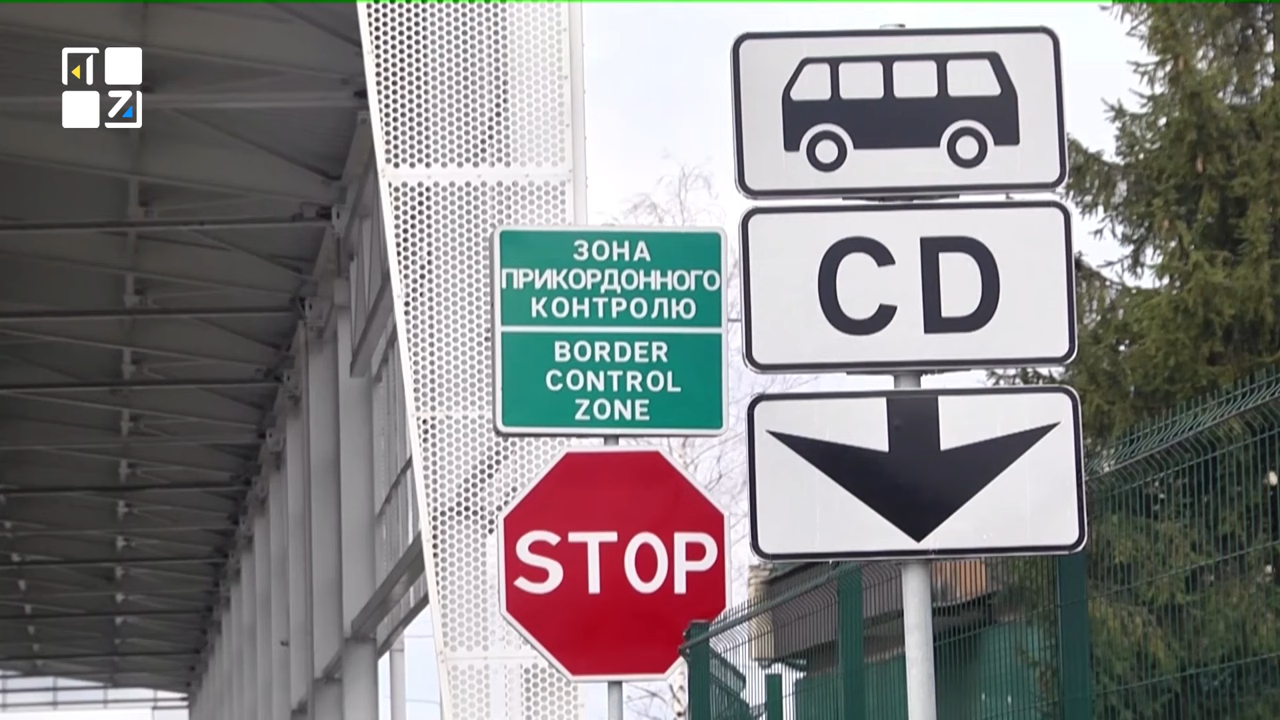 ЗОНА
ПРИКОРДОННОГО
КОНТРОЛЮ
BORDER
CONTROL
ZONE
STOP
CD